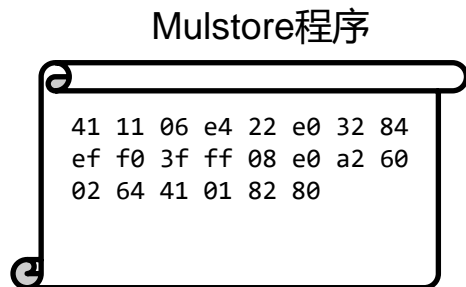 Mulstore程序
41 11 06 e4 22 e0 32 84
ef f0 3f ff 08 e0 a2 60
02 64 41 01 82 80